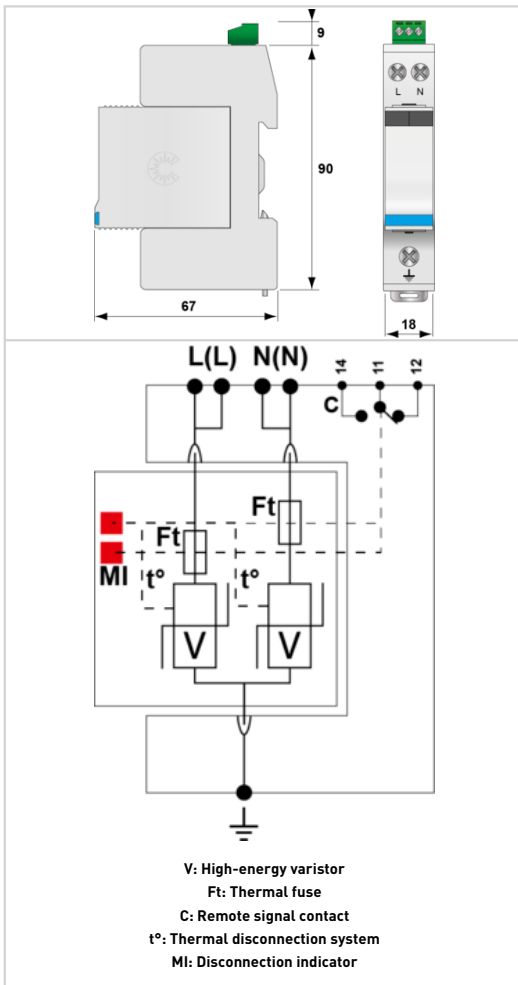 9
L N
90
67
18
L(L) N(N)
14
11
12
C
Ft
Ft
MI
t°
t°
V
V
V: High-energy varistor
Ft: Thermal fuse
C: Remote signal contact
t°: Thermal disconnection system
MI: Disconnection indicator